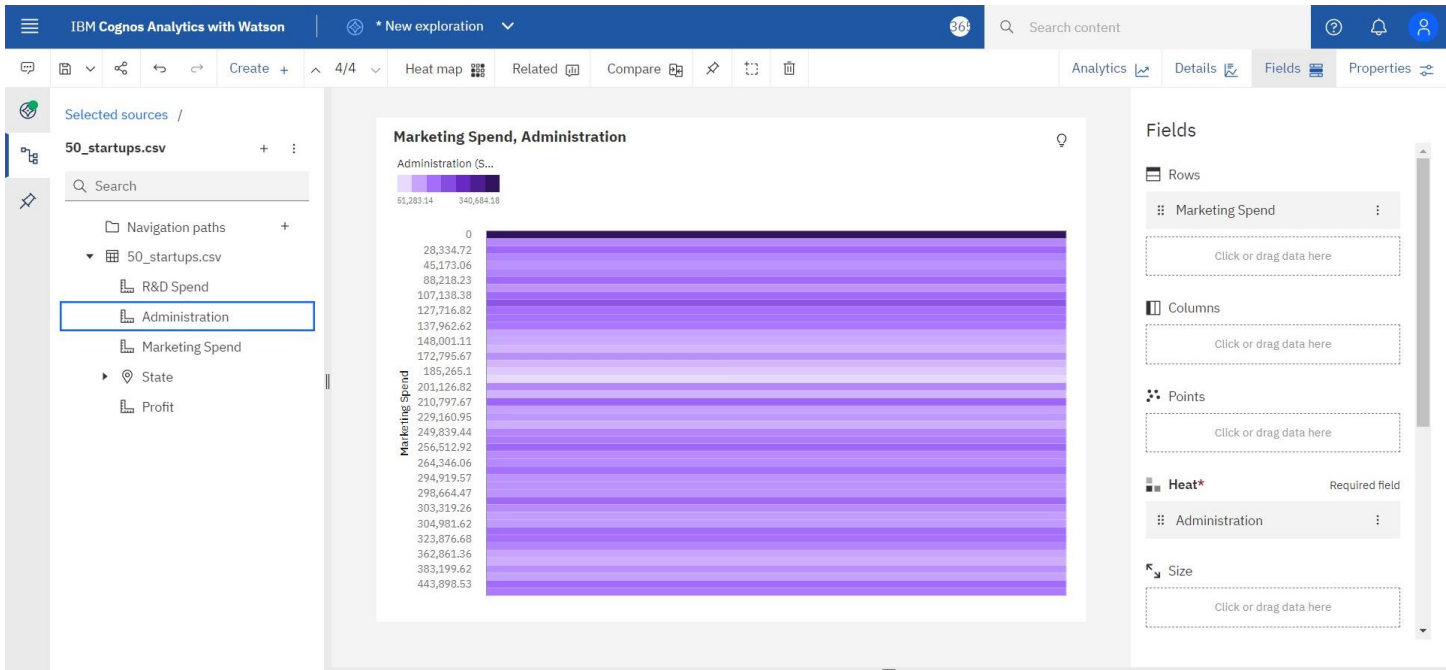 IBM Cognos Analytics with Watson
* New exploration
Search content
Create +
4/4
Heat map
Related
Compare
Analytics
Details
Fields
Properties
Selected sources /
50_startups.csv
Search
Navigation paths
50_startups.csv
R&D Spend
Administration
Marketing Spend
State
Profit
Marketing Spend, Administration
Administration (S...
340,684.18
0
28,334.72
45,173.06
88,218.23
107,138.38
127,716.82
137,962.62
148,001.11
172,795.67
185,265.1
201,126.82
210,797.67
229,160.95
249,839.44
256,512.92
264,346.06
294,919.57
298,664.47
303,319.26
304,981.62
323,876.68
362,861.36
383,199.62
443,898.53
Marketing Spend
Fields
Rows
Marketing Spend
Click or drag data here
Columns
Click or drag data here
Points
Click or drag data here
Heat*
Required field
Administration
Size
Click or drag data here